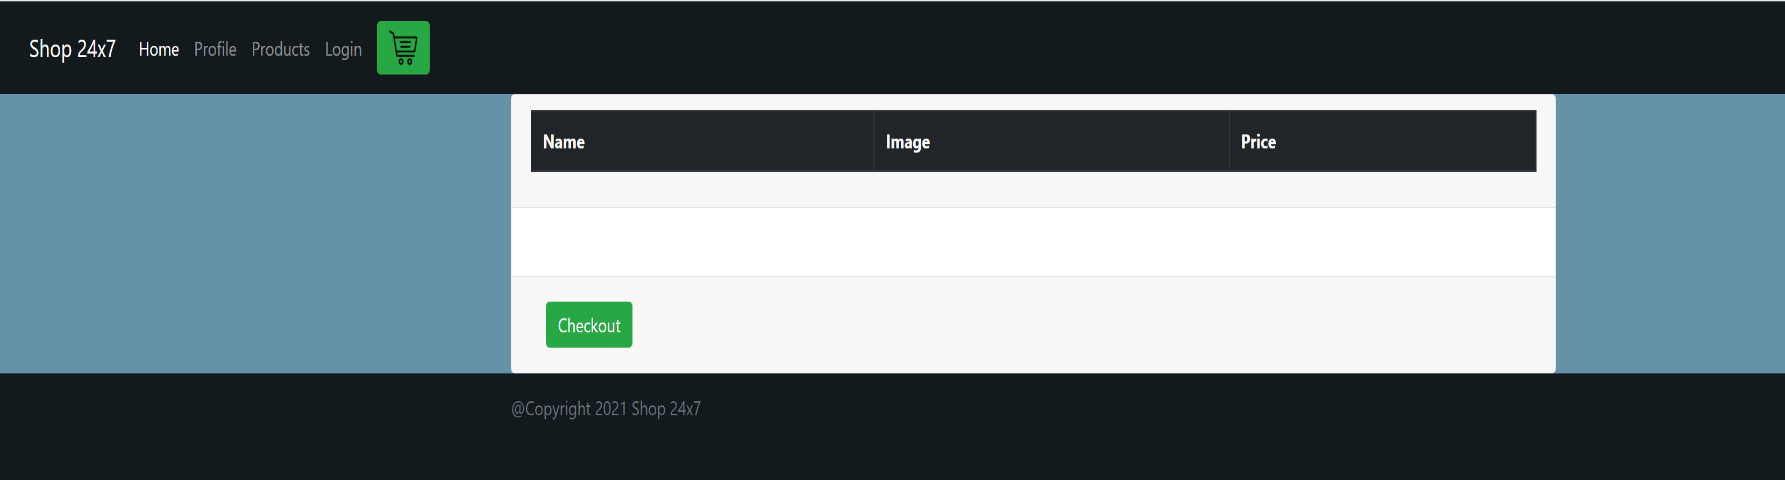 Shop 24x7 Home Profile Products Login
Name Image Price
Checkout
@Copyright 2021 Shop 24x7